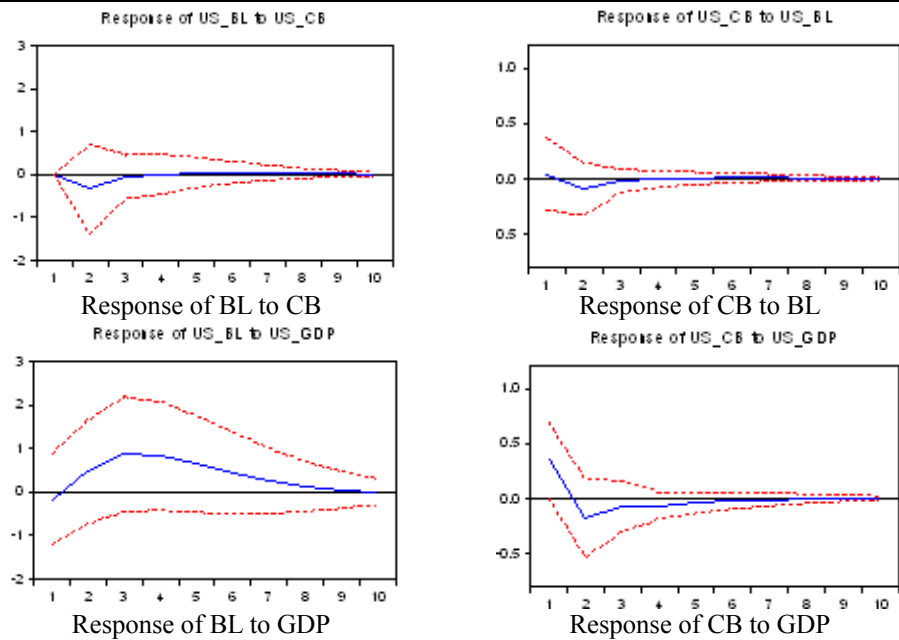 Response of US_BL to US_CB
3
2
1
0
-1
-2
1 2 3 4 5 6 7 8 9 10
Response of BL to CB
Response of US_CB to US_BL
1.0
0.5
0.0
0.5
1 2 3 4 5 6 7 8 9 10
Response of CB to BL
Response of US_BL to US_GDP
3
2
1
0
-1
-2
1 2 3 4 5 6 7 8 9 10
Response of BL to GDP
Response of US_CB to US_GDP
1.0
0.5
0.0
-0.5
1 2 3 4 5 6 7 8 9 10
Response of CB to GDP